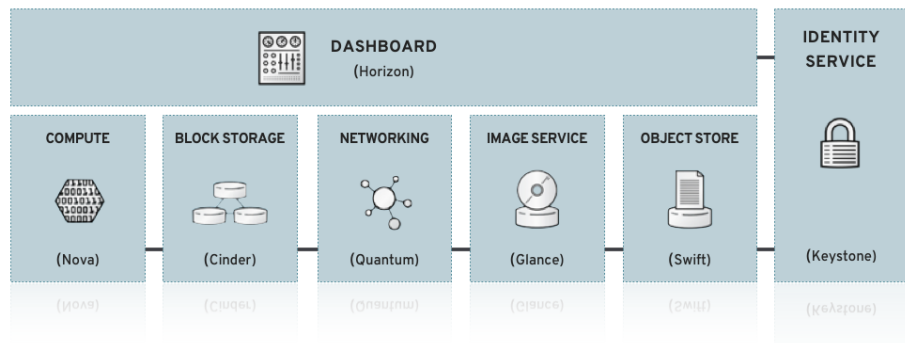 DASHBOARD
(Horizon)
IDENTITY
SERVICE
COMPUTE
(Nova)
BLOCK STORAGE
(Cinder)
NETWORKING
(Quantum)
IMAGE SERVICE
(Glance)
OBJECT STORE
(Swift)
(Keystone)